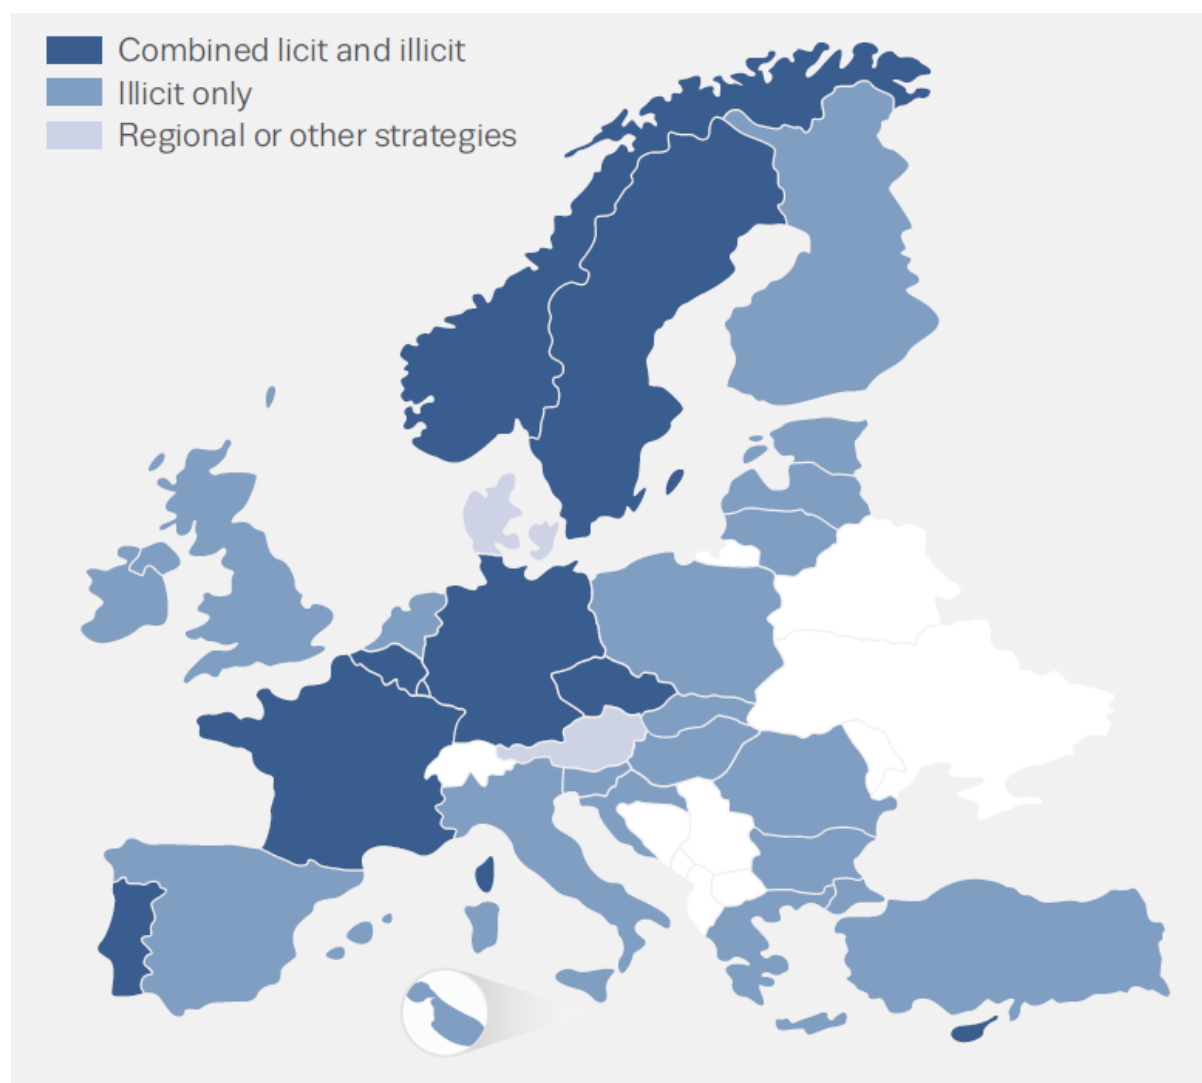 Combined licit and illicit
Illicit only
Regional or other strategies